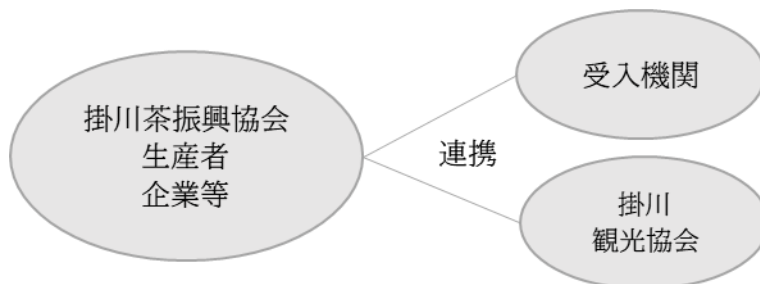 掛川茶振興協会
生産者
企業等
連携
受入機関
掛川
観光協会